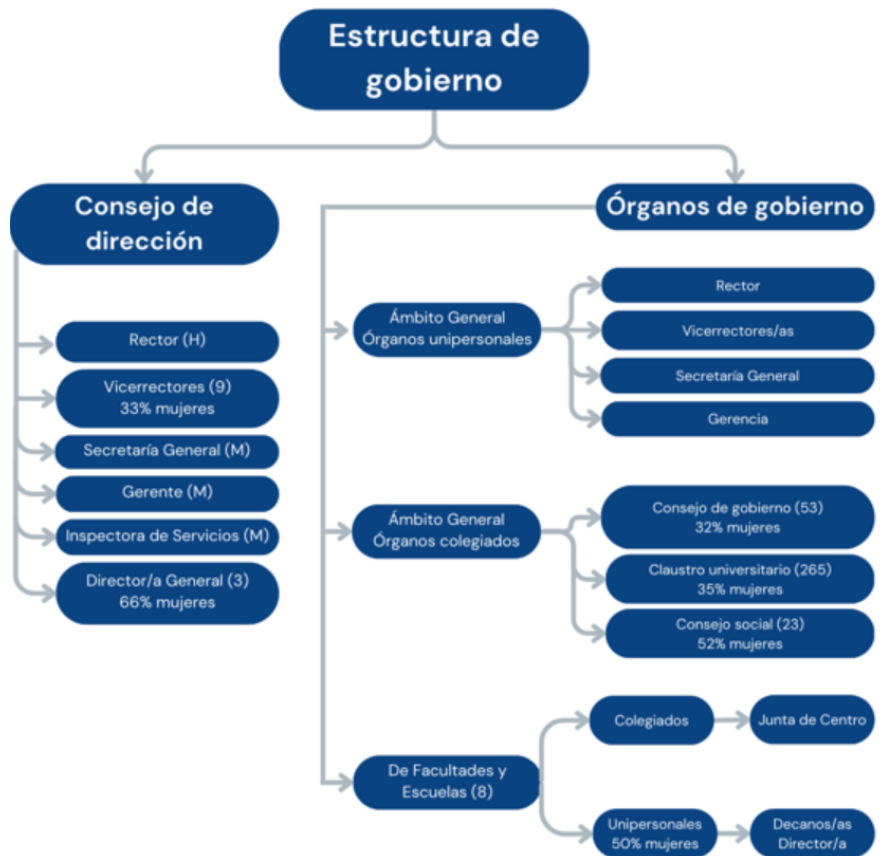 Estructura de
gobierno
Consejo de
dirección
Rector (H)
Vicerrectores (9)
33% mujeres
Secretaría General (M)
Gerente (M)
Inspectora de Servicios (M)
Director/a General (3)
66% mujeres
Órganos de gobierno
Ámbito General
Órganos unipersonales
Rector
Vicerrectores/as
Secretaría General
Gerencia
Ámbito General
Órganos colegiados
Consejo de gobierno (53)
32% mujeres
Claustro universitario (265)
35% mujeres
Consejo social (23)
52% mujeres
De Facultades y
Escuelas (8)
Colegiados
Junta de Centro
Unipersonales
50% mujeres
Decanos/as
Director/a